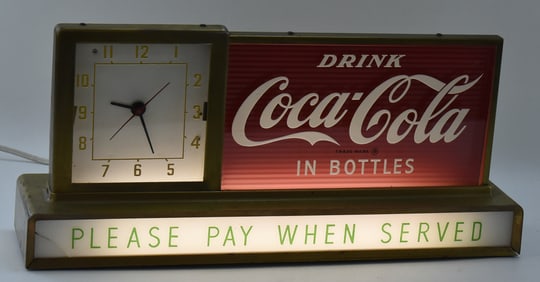 11 12 1
10 2
9 3
8 4
7 6 5
DRINK
Coca-Cola
TRADE-MARK ®
IN BOTTLES
PLEASE PAY WHEN SERVED